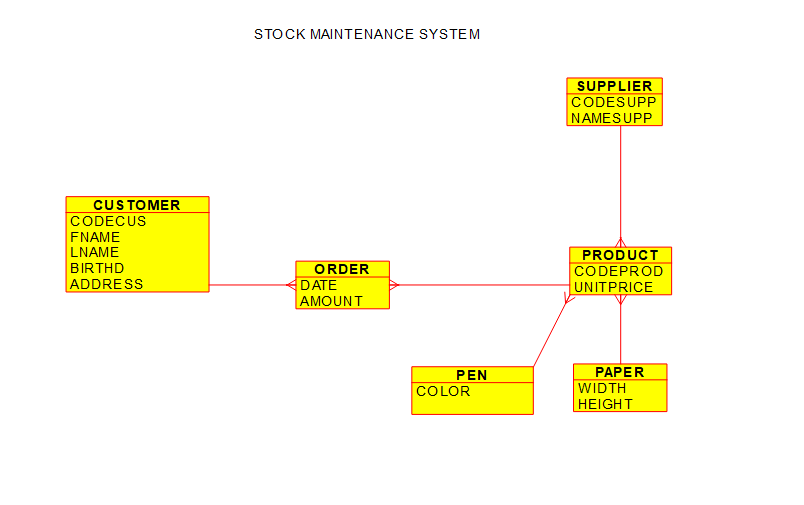 STOCK MAINTENANCE SYSTEM
SUPPLIER
CODESUPP
NAMESUPP
CUSTOMER
CODECUS
FNAME
LNAME
BIRTHD
ADDRESS
ORDER
DATE
AMOUNT
PRODUCT
CODEPROD
UNITPRICE
PEN
COLOR
PAPER
WIDTH
HEIGHT